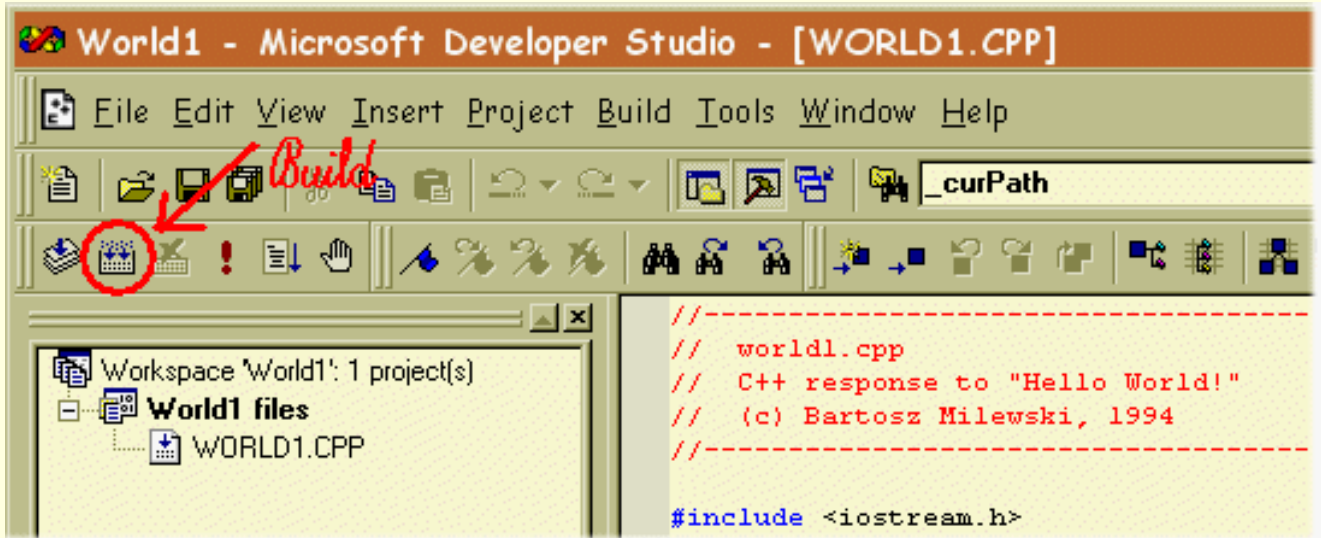 World1 - Microsoft Developer Studio - [WORLD1.CPP]
File Edit View Insert Project Build Tools Window Help
Build
_curPath
Workspace 'World1': 1 project(s)
World1 files
WORLD1.CPP
//------------------------------------
// world1.cpp
// C++ response to "Hello World!"
// (c) Bartosz Milewski, 1994
//------------------------------------
#include <iostream.h>